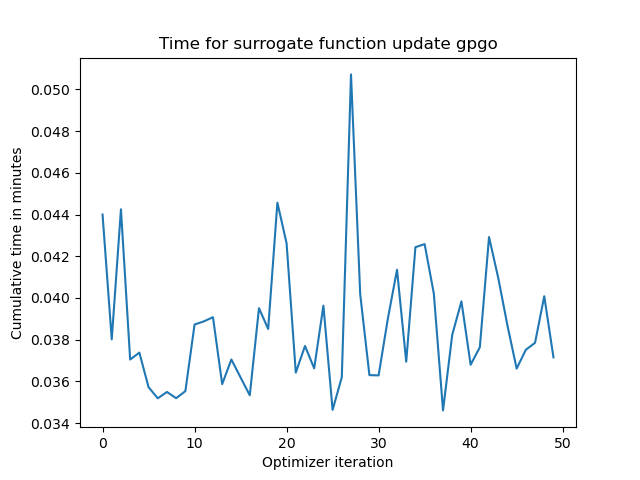 Time for surrogate function update gpgo
Cumulative time in minutes
0.050
0.048
0.046
0.044
0.042
0.040
0.038
0.036
0.034
0 10 20 30 40 50
Optimizer iteration